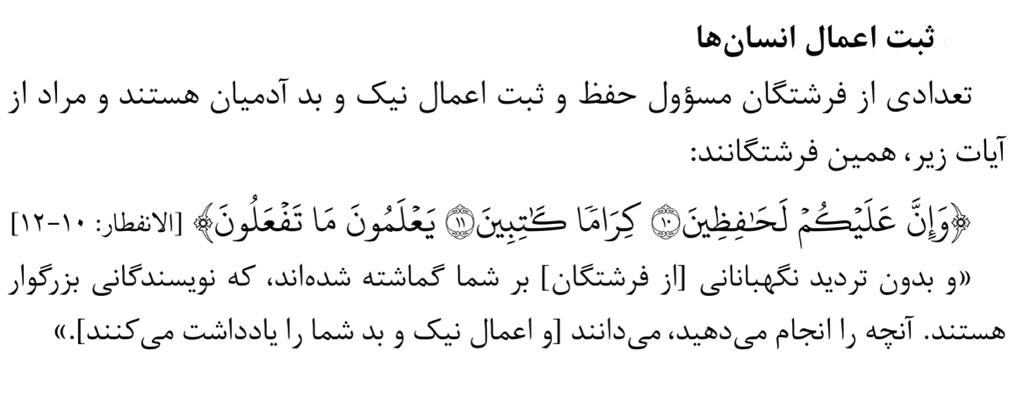 ثبت اعمال انسان‌ها
تعدادی از فرشتگان مسؤول حفظ و ثبت اعمال نیک و بد آدمیان هستند و مراد از
آیات زیر، همین فرشتگانند:
﴿وَإِنَّ عَلَيۡكُمۡ لَحَٰفِظِينَ ١٠ كِرَامٗا كَٰتِبِينَ ١١ يَعۡلَمُونَ مَا تَفۡعَلُونَ﴾ [الانفطار: ۱۰-۱۲]
«و بدون تردید نگهبانانی [از فرشتگان] بر شما گماشته شده‌اند، که نویسندگانی بزرگوار
هستند. آنچه را انجام می‌دهید، می‌دانند [و اعمال نیک و بد شما را یادداشت می‌کنند].»